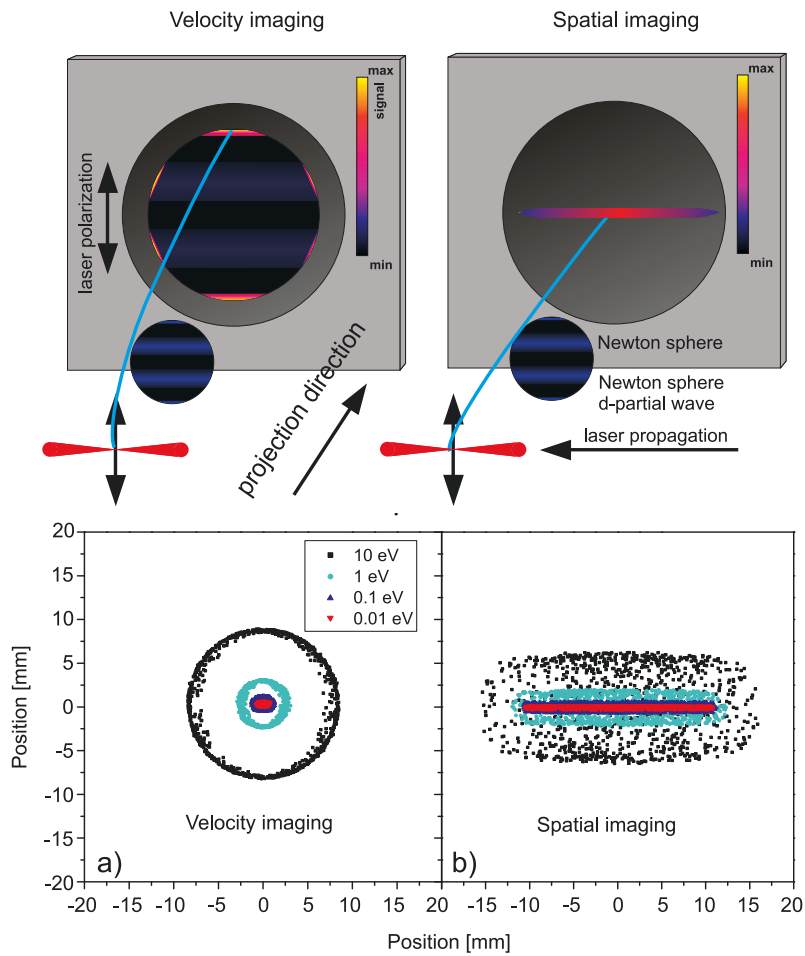 Velocity imaging
Spatial imaging
max
signal
min
laser polarization
max
min
Newton sphere
Newton sphere
d-partial wave
projection direction
laser propagation
20
15
10
5
0
-5
-10
-15
-20
Position [mm]
10 eV
1 eV
0.1 eV
0.01 eV
Velocity imaging
Spatial imaging
a)
b)
-20 -15 -10 -5 0 5 10 15 20 -15 -10 -5 0 5 10 15 20
Position [mm]